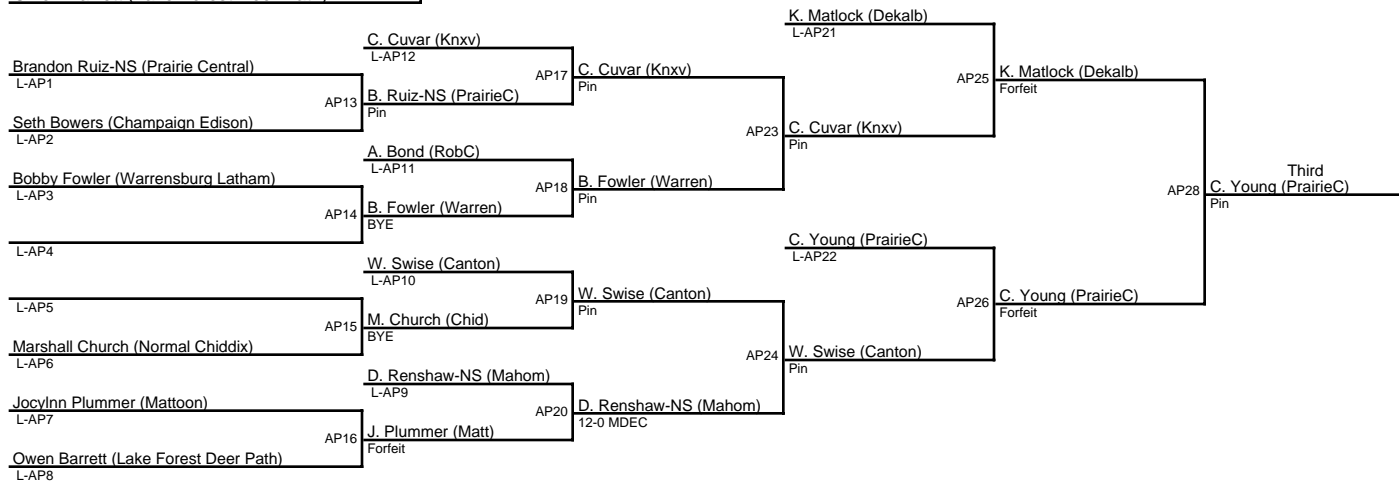 K. Matlock (Dekalb)
L-AP21
C. Cuvar (Knxv)
L-AP12
Brandon Ruiz-NS (Prairie Central)
L-AP1
AP17
C. Cuvar (Knxv)
Pin
AP25
K. Matlock (Dekalb)
Forfeit
AP13
B. Ruiz-NS (PrairieC)
Pin
Seth Bowers (Champaign Edison)
L-AP2
AP23
C. Cuvar (Knxv)
Pin
A. Bond (RobC)
L-AP11
Bobby Fowler (Warrensburg Latham)
L-AP3
AP18
B. Fowler (Warren)
Pin
Third
AP28
C. Young (PrairieC)
Pin
AP14
B. Fowler (Warren)
BYE
L-AP4
C. Young (PrairieC)
L-AP22
W. Swise (Canton)
L-AP10
L-AP5
AP19
W. Swise (Canton)
Pin
AP26
C. Young (PrairieC)
Forfeit
AP15
M. Church (Chid)
BYE
Marshall Church (Normal Chiddix)
L-AP6
AP24
W. Swise (Canton)
Pin
D. Renshaw-NS (Mahom)
L-AP9
Jocylnn Plummer (Mattoon)
L-AP7
AP20
D. Renshaw-NS (Mahom)
12-0 MDEC
AP16
J. Plummer (Matt)
Forfeit
Owen Barrett (Lake Forest Deer Path)
L-AP8